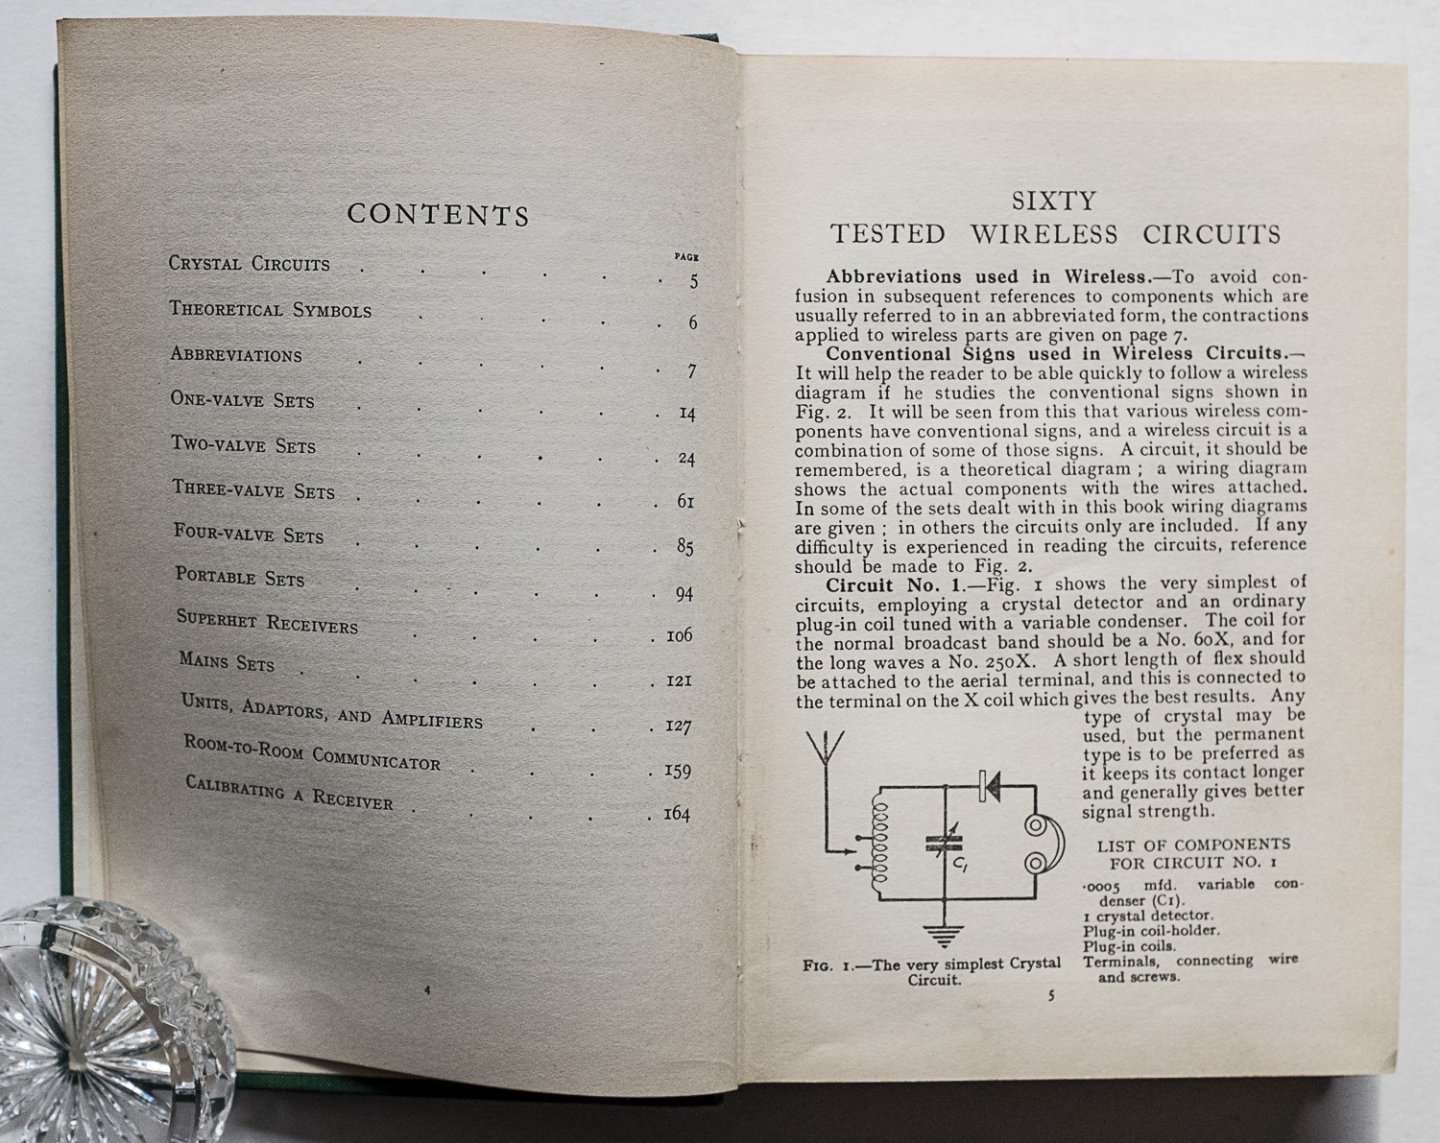 CONTENTS
PAGE
CRYSTAL CIRCUITS . . . . . . 5
THEORETICAL SYMBOLS . . . . . 6
ABBREVIATIONS . . . . . . 7
ONE-VALVE SETS . . . . . . 14
TWO-VALVE SETS . . . . . . 24
THREE-VALVE SETS . . . . . . 61
FOUR-VALVE SETS . . . . . . 85
PORTABLE SETS . . . . . . 94
SUPERHET RECEIVERS . . . . . 106
MAINS SETS . . . . . . . 121
UNITS, ADAPTORS, AND AMPLIFIERS . . . 127
ROOM-TO-ROOM COMMUNICATOR . . . . 159
CALIBRATING A RECEIVER . . . . . 164
4
SIXTY
TESTED WIRELESS CIRCUITS
Abbreviations used in Wireless.—To avoid con-
fusion in subsequent references to components which are
usually referred to in an abbreviated form, the contractions
applied to wireless parts are given on page 7.
Conventional Signs used in Wireless Circuits.—
It will help the reader to be able quickly to follow a wireless
diagram if he studies the conventional signs shown in
Fig. 2. It will be seen from this that various wireless com-
ponents have conventional signs, and a wireless circuit is a
combination of some of those signs. A circuit, it should be
remembered, is a theoretical diagram ; a wiring diagram
shows the actual components with the wires attached.
In some of the sets dealt with in this book wiring diagrams
are given ; in others the circuits only are included. If any
difficulty is experienced in reading the circuits, reference
should be made to Fig. 2.
Circuit No. 1.—Fig. 1 shows the very simplest of
circuits, employing a crystal detector and an ordinary
plug-in coil tuned with a variable condenser. The coil for
the normal broadcast band should be a No. 60X, and for
the long waves a No. 250X. A short length of flex should
be attached to the aerial terminal, and this is connected to
the terminal on the X coil which gives the best results. Any
type of crystal may be
used, but the permanent
type is to be preferred as
it keeps its contact longer
and generally gives better
signal strength.
C1
FIG. 1.—The very simplest Crystal
Circuit.
LIST OF COMPONENTS
FOR CIRCUIT NO. 1
·0005 mfd. variable con-
denser (C1).
1 crystal detector.
Plug-in coil-holder.
Plug-in coils.
Terminals, connecting wire
and screws.
5